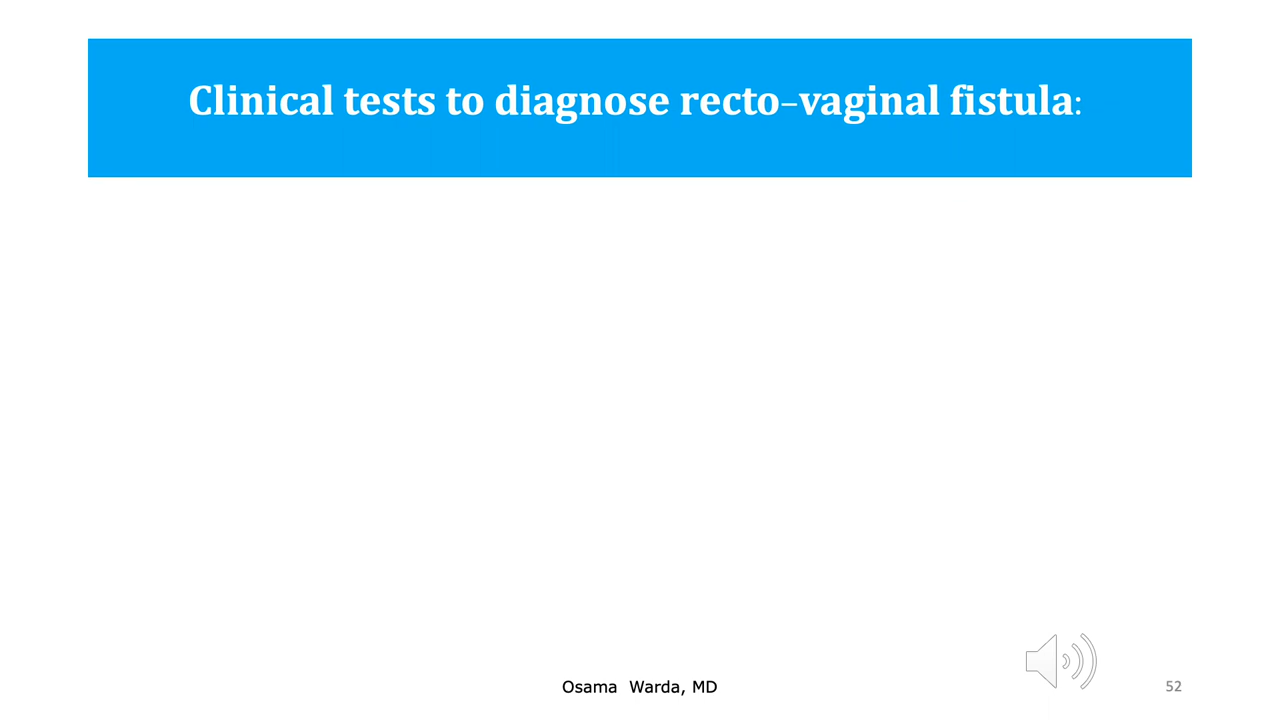 Clinical tests to diagnose recto–vaginal fistula:
Osama  Warda, MD
52